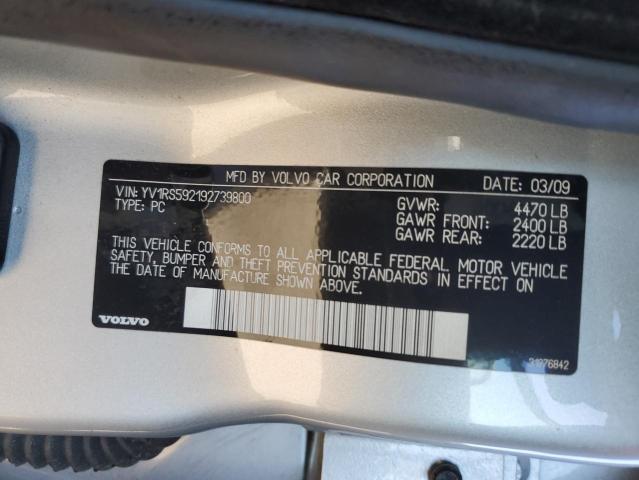 MFD BY VOLVO CAR CORPORATION DATE: 03/09
VIN: YV1RS592192739800 GVWR: 4470 LB
TYPE: PC GAWR FRONT: 2400 LB
GAWR REAR: 2220 LB
THIS VEHICLE CONFORMS TO ALL APPLICABLE FEDERAL MOTOR VEHICLE
SAFETY, BUMPER AND THEFT PREVENTION STANDARDS IN EFFECT ON
THE DATE OF MANUFACTURE SHOWN ABOVE.
VOLVO 31376842